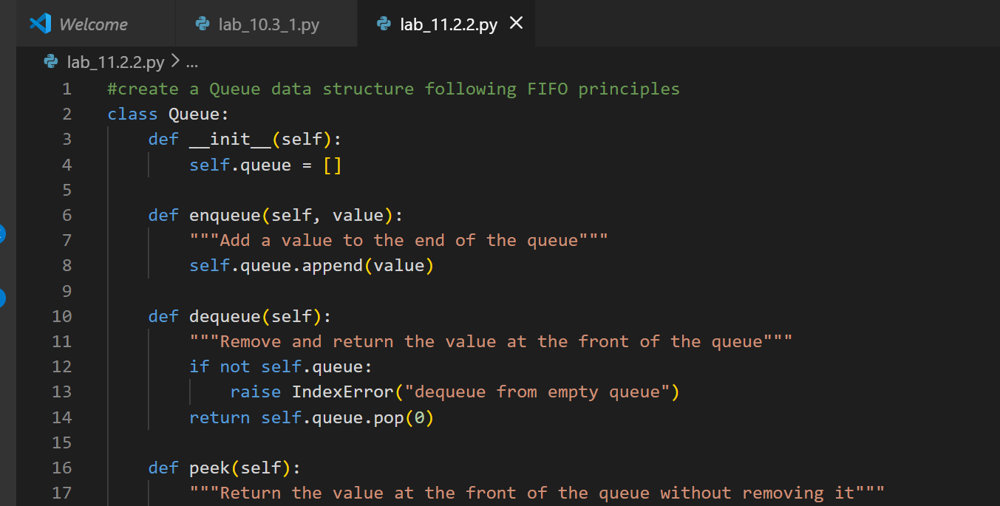 Welcome lab_10.3_1.py lab_11.2.2.py
lab_11.2.2.py > ...
1 #create a Queue data structure following FIFO principles
2 class Queue:
3     def __init__(self):
4         self.queue = []
5
6     def enqueue(self, value):
7         """Add a value to the end of the queue"""
8         self.queue.append(value)
9
10     def dequeue(self):
11         """Remove and return the value at the front of the queue"""
12         if not self.queue:
13             raise IndexError("dequeue from empty queue")
14         return self.queue.pop(0)
15
16     def peek(self):
17         """Return the value at the front of the queue without removing it"""